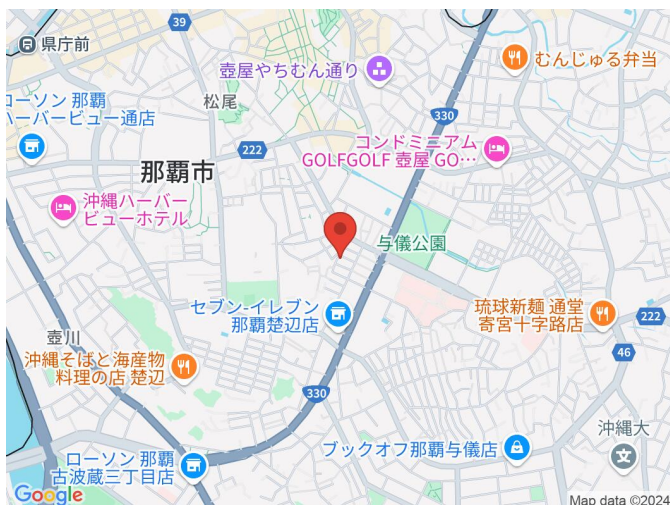 39
県庁前
むんじゅる弁当
壺屋やちむん通り
松尾
ローソン 那覇
ハーバービュー通店
330
222
コンドミニアム
GOLFGOLF 壺屋 GO…
那覇市
沖縄ハーバー
ビューホテル
与儀公園
セブン-イレブン
那覇楚辺店
琉球新麺 通堂
寄宮十字路店
222
壺川
沖縄そばと海産物
料理の店 楚辺
46
330
沖縄大
ブックオフ那覇与儀店
ローソン 那覇
古波蔵三丁目店
Google
Map data ©2024